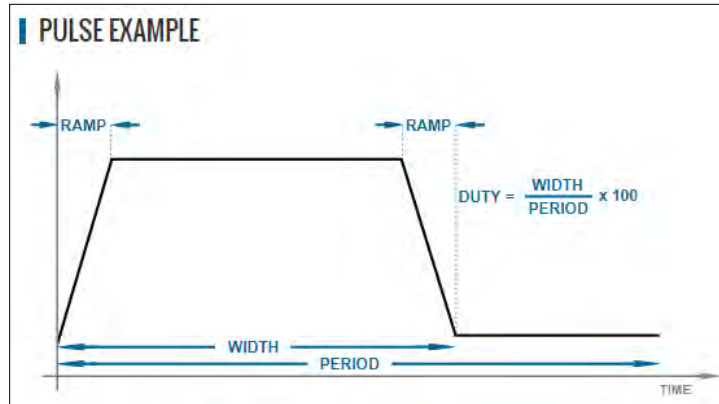 PULSE EXAMPLE
RAMP
RAMP
DUTY = WIDTH / PERIOD x 100
WIDTH
PERIOD
TIME